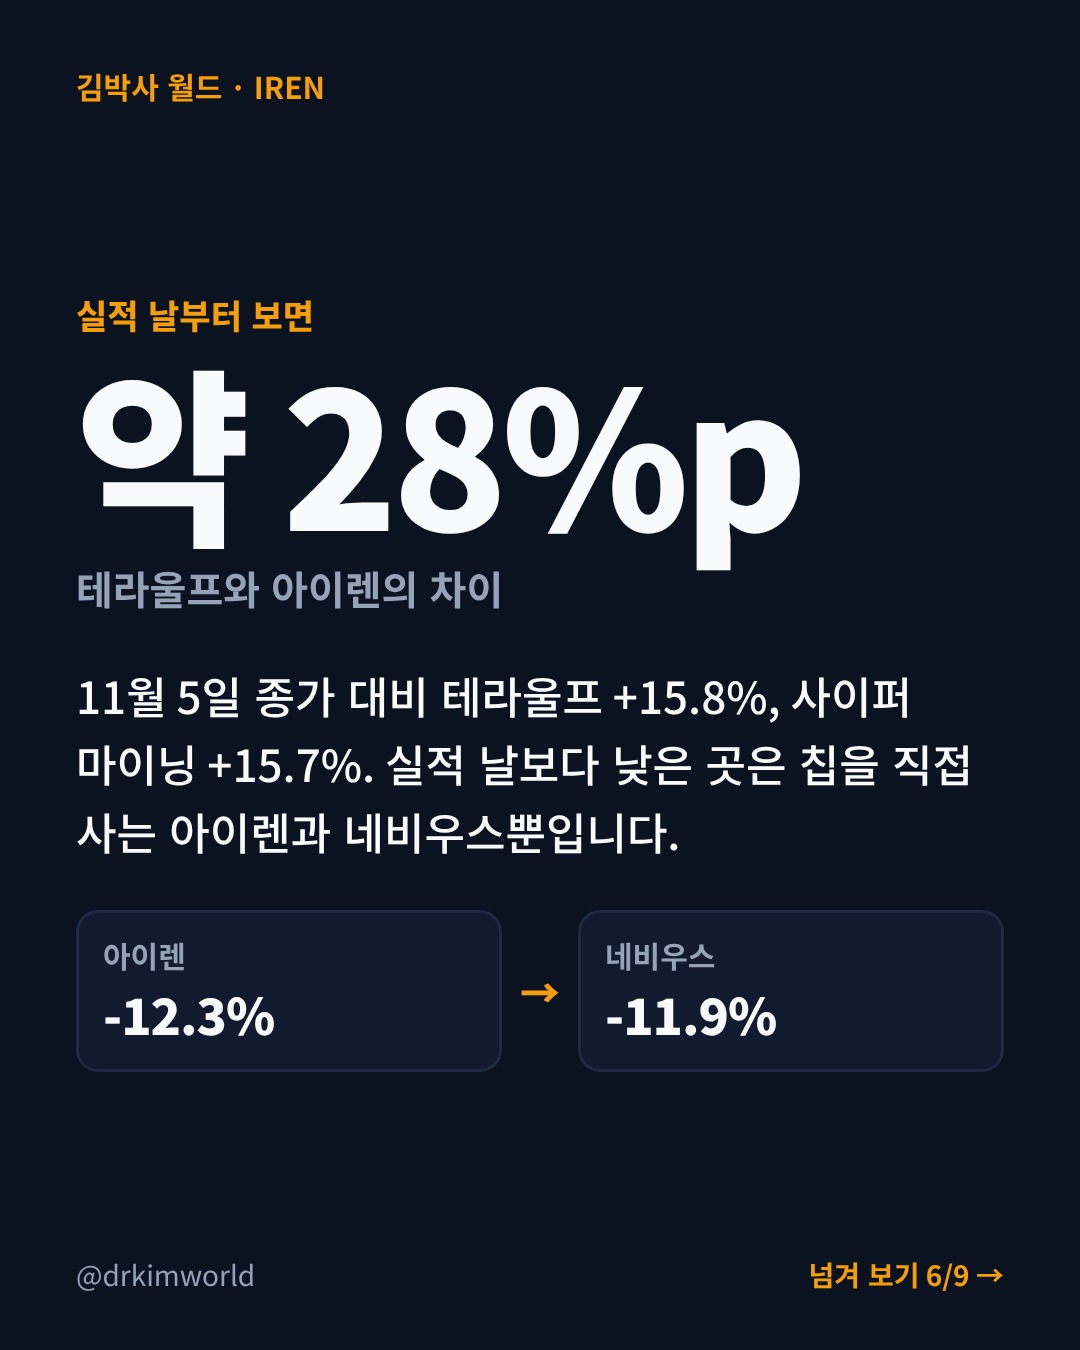 김박사 월드 · IREN
실적 날부터 보면
약 28%p
테라울프와 아이렌의 차이
11월 5일 종가 대비 테라울프 +15.8%, 사이퍼
마이닝 +15.7%. 실적 날보다 낮은 곳은 칩을 직접
사는 아이렌과 네비우스뿐입니다.
아이렌
-12.3%
→
네비우스
-11.9%
@drkimworld
넘겨 보기 6/9 →